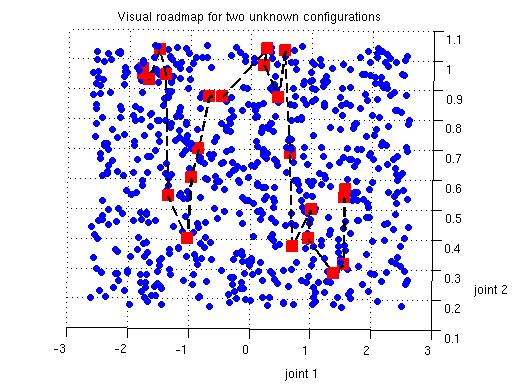 Visual roadmap for two unknown configurations
1.1
1
0.9
0.8
0.7
0.6
0.5
0.4
0.3
0.2
0.1
joint 2
-3 -2 -1 0 1 2 3
joint 1